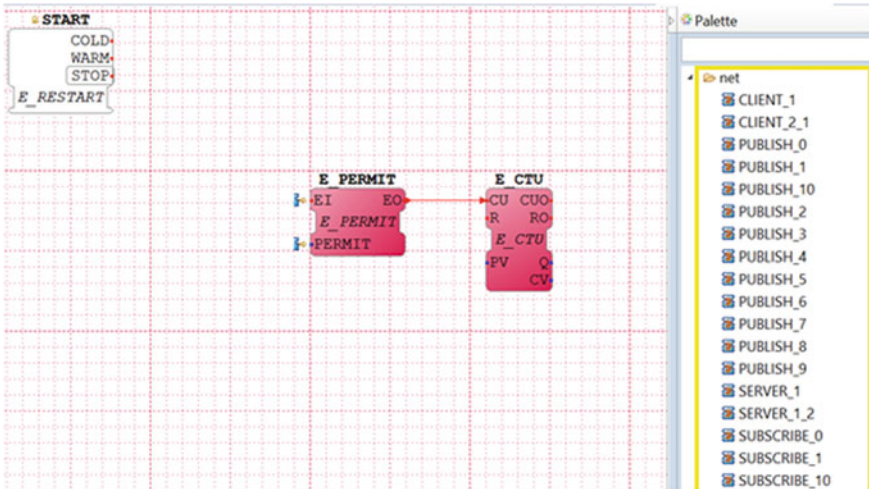 START
COLD
WARM
STOP
E_RESTART
E_PERMIT
EI EO
E_PERMIT
PERMIT
E_CTU
CU CUO
R RO
E_CTU
PV Q
CV
Palette
net
CLIENT_1
CLIENT_2_1
PUBLISH_0
PUBLISH_1
PUBLISH_10
PUBLISH_2
PUBLISH_3
PUBLISH_4
PUBLISH_5
PUBLISH_6
PUBLISH_7
PUBLISH_8
PUBLISH_9
SERVER_1
SERVER_1_2
SUBSCRIBE_0
SUBSCRIBE_1
SUBSCRIBE_10